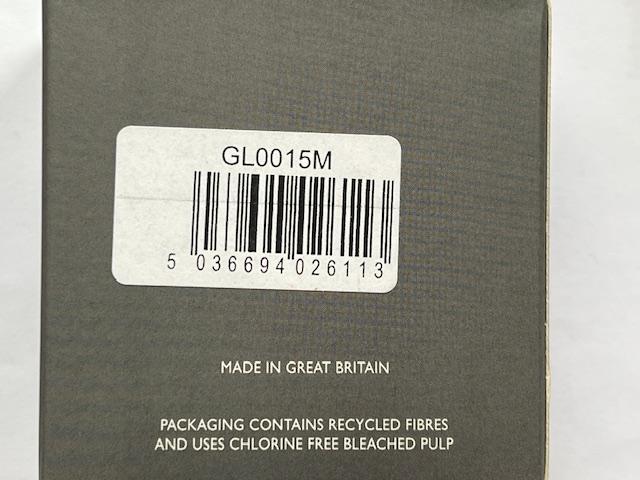 GL0015M
5 036694 026113
MADE IN GREAT BRITAIN
PACKAGING CONTAINS RECYCLED FIBRES
AND USES CHLORINE FREE BLEACHED PULP